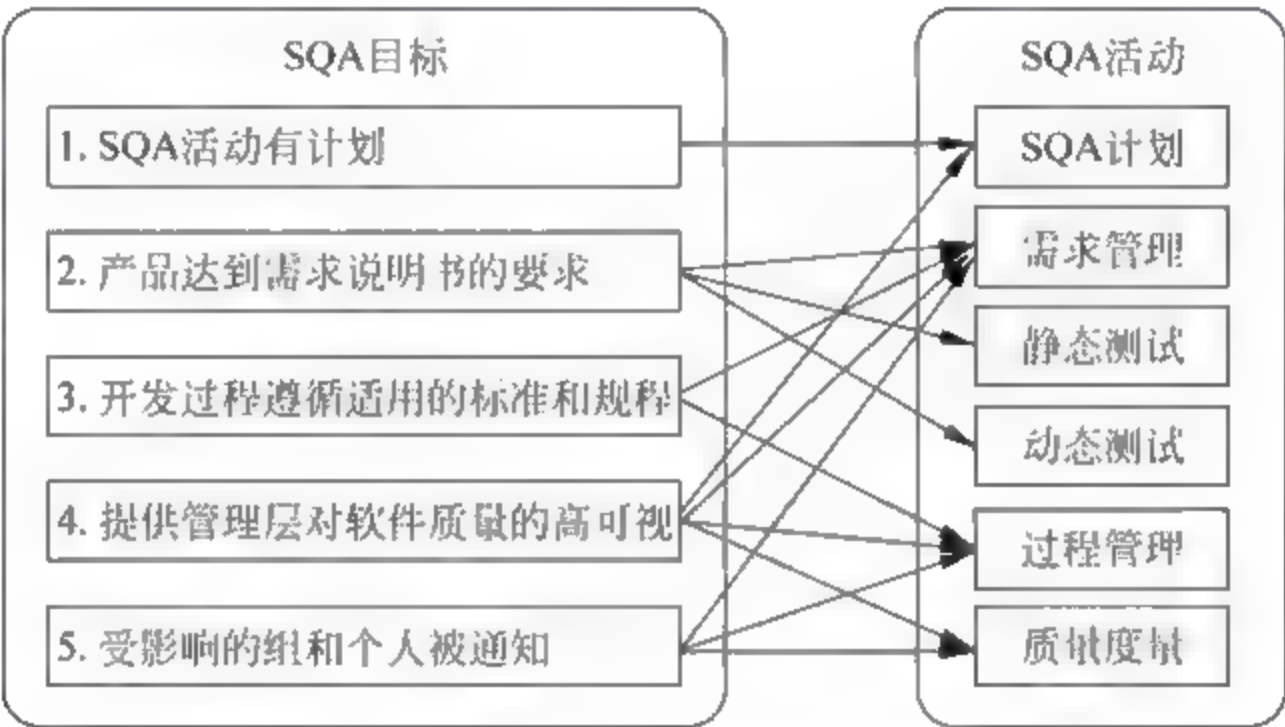 SQA目标
1. SQA活动有计划
2. 产品达到需求说明书的要求
3. 开发过程遵循适用的标准和规程
4. 提供管理层对软件质量的高可视
5. 受影响的组和个人被通知
SQA活动
SQA计划
需求管理
静态测试
动态测试
过程管理
质量度量